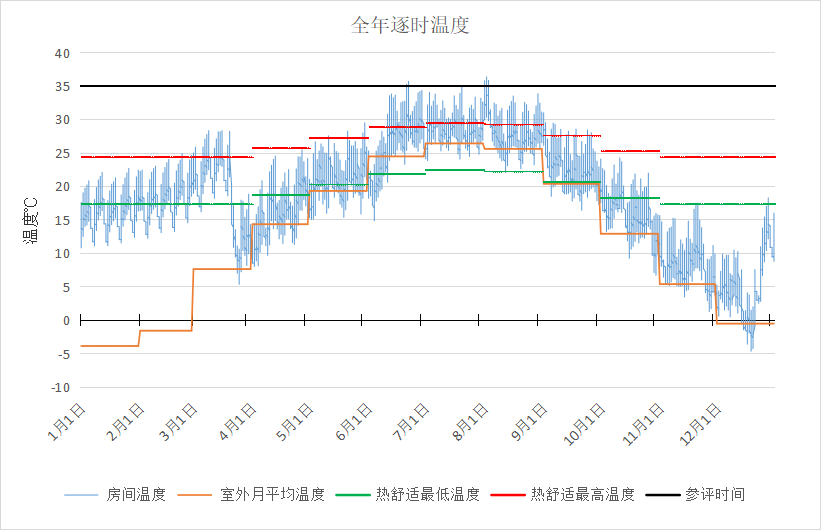 全年逐时温度
40
35
30
25
20
15
10
5
0
-5
-10
温度℃
1月1日
2月1日
3月1日
4月1日
5月1日
6月1日
7月1日
8月1日
9月1日
10月1日
11月1日
12月1日
房间温度 室外月平均温度 热舒适最低温度 热舒适最高温度 参评时间